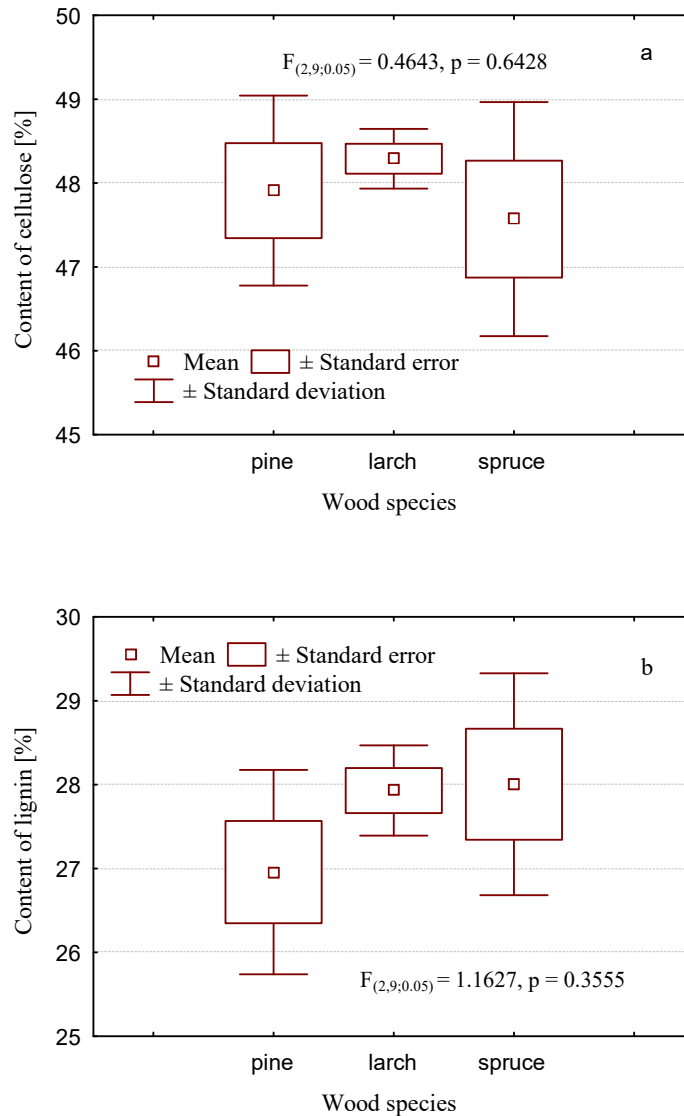 50
F(2,9;0.05) = 0.4643, p = 0.6428
a
49
48
47
46
45
Content of cellulose [%]
Mean ± Standard error
± Standard deviation
pine larch spruce
Wood species
30
Mean ± Standard error
b
± Standard deviation
29
28
27
26
25
Content of lignin [%]
F(2,9;0.05) = 1.1627, p = 0.3555
pine larch spruce
Wood species